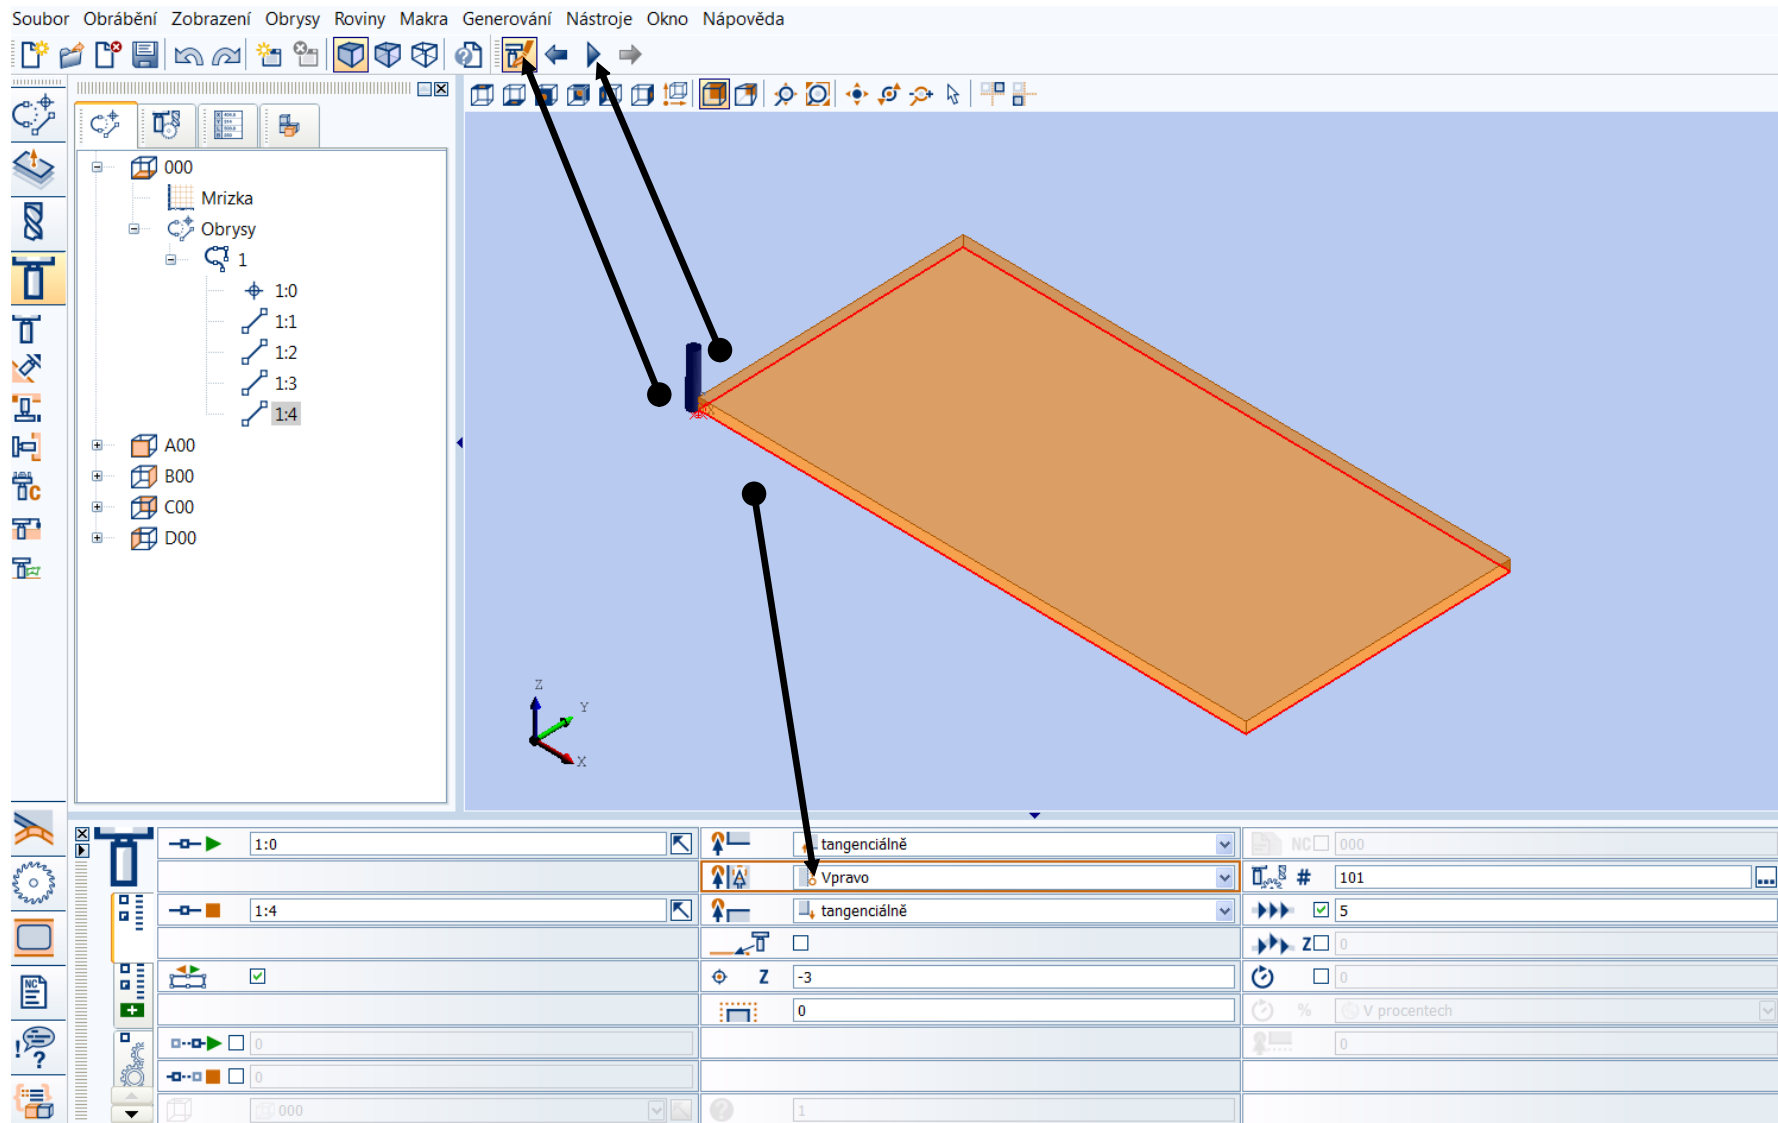 Soubor Obrábění Zobrazení Obrysy Roviny Makra Generování Nástroje Okno Nápověda
000
Mrizka
Obrysy
1
1:0
1:1
1:2
1:3
1:4
A00
B00
C00
D00
C
Z
Y
X
1:0
tangenciálně
NC
000
Vpravo
#
101
1:4
tangenciálně
5
Z
0
Z
-3
0
0
%
V procentech
0
0
0
000
1
NC